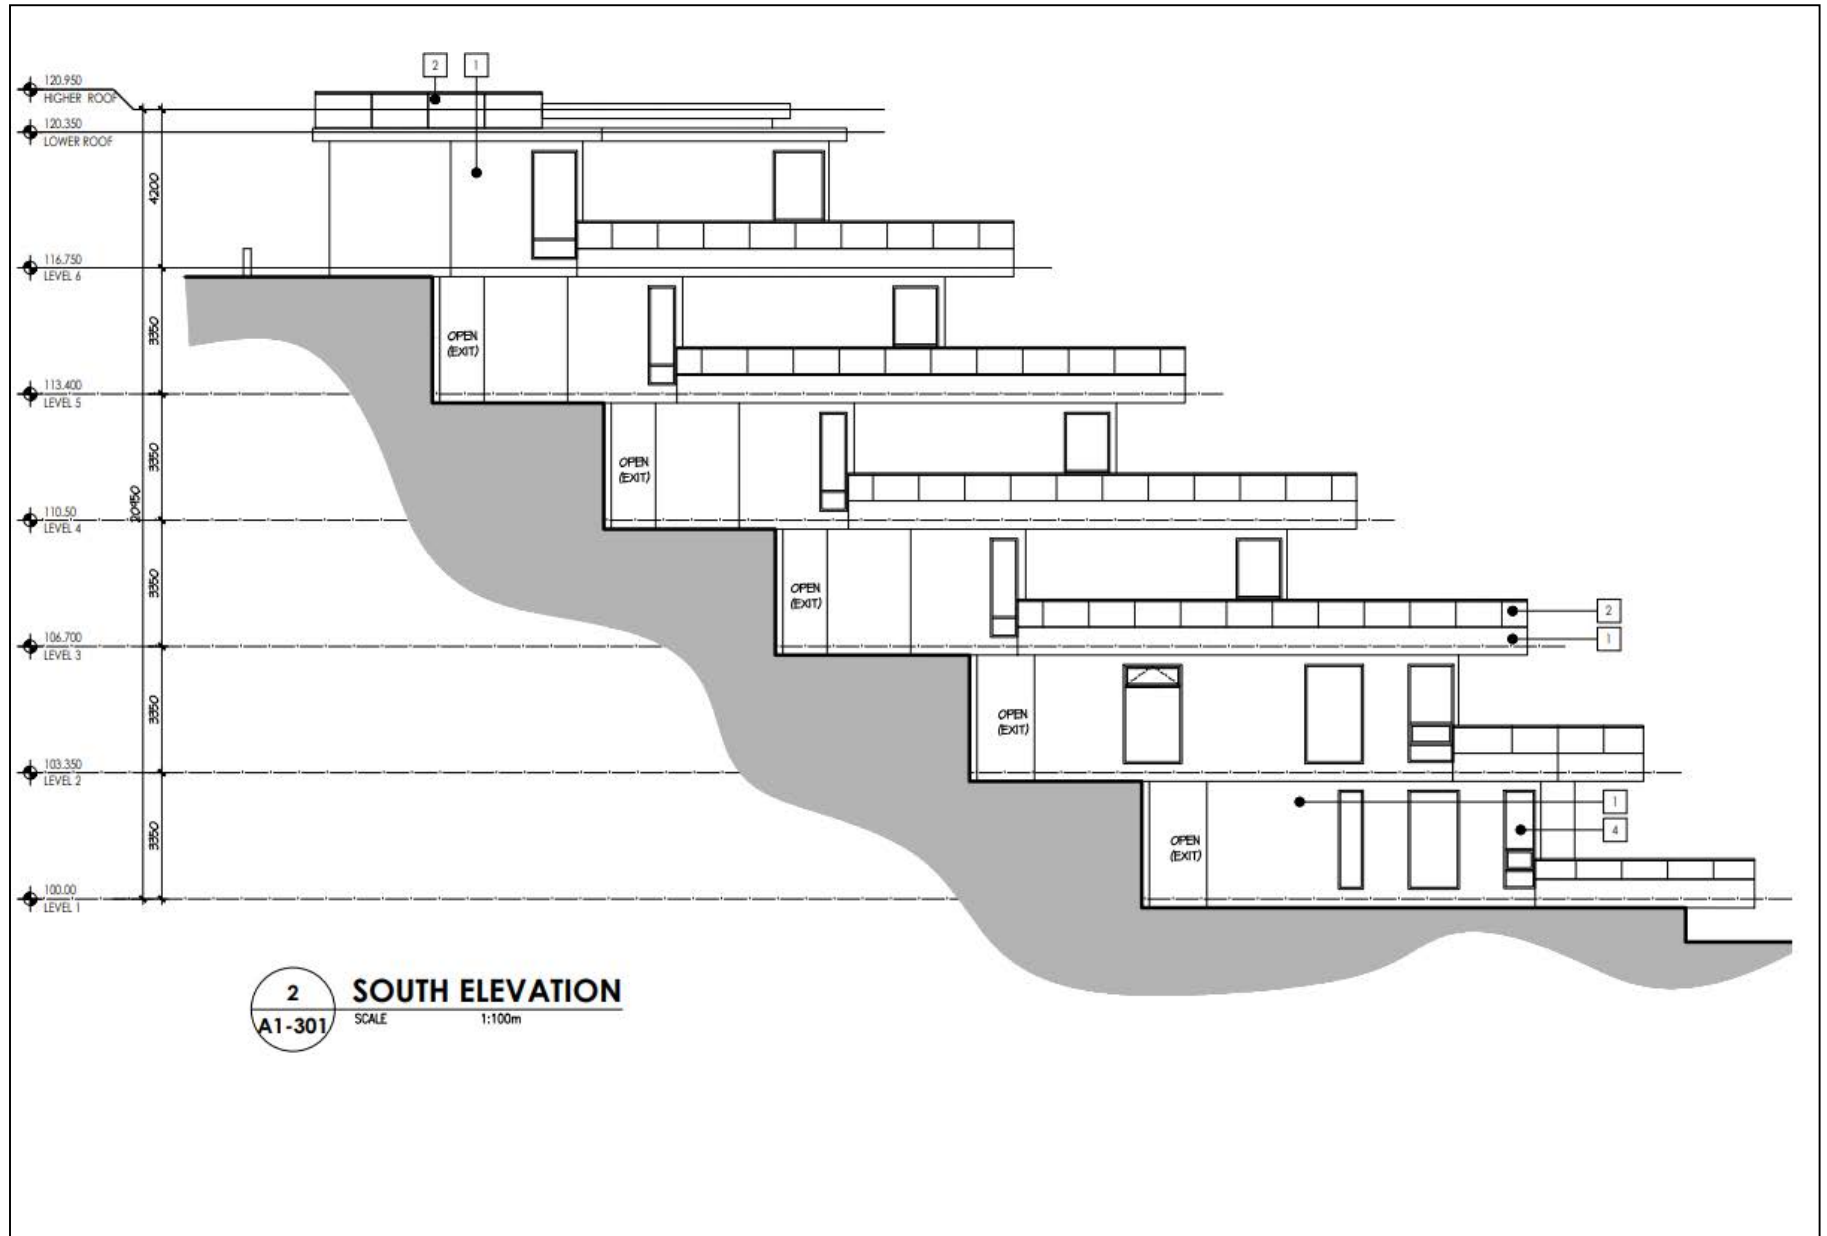 2
1
120.950
HIGHER ROOF
120.350
LOWER ROOF
4200
116.750
LEVEL 6
3350
OPEN
(EXIT)
113.400
LEVEL 5
3350
OPEN
(EXIT)
20950
110.50
LEVEL 4
3350
OPEN
(EXIT)
2
1
106.700
LEVEL 3
3350
OPEN
(EXIT)
103.350
LEVEL 2
1
4
3350
OPEN
(EXIT)
100.00
LEVEL 1
2
A1-301
SOUTH ELEVATION
SCALE 1:100m